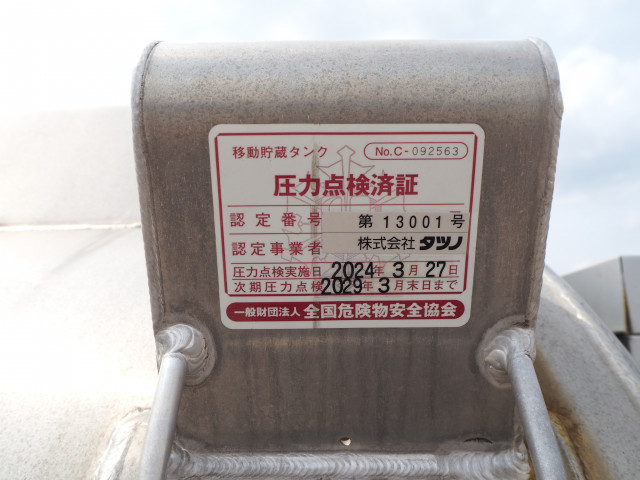 移動貯蔵タンク No.C-092563
圧力点検済証
認定番号 第13001号
認定事業者 株式会社タツノ
圧力点検実施日 2024年3月27日
次期圧力点検 2029年3月末日まで
一般財団法人 全国危険物安全協会